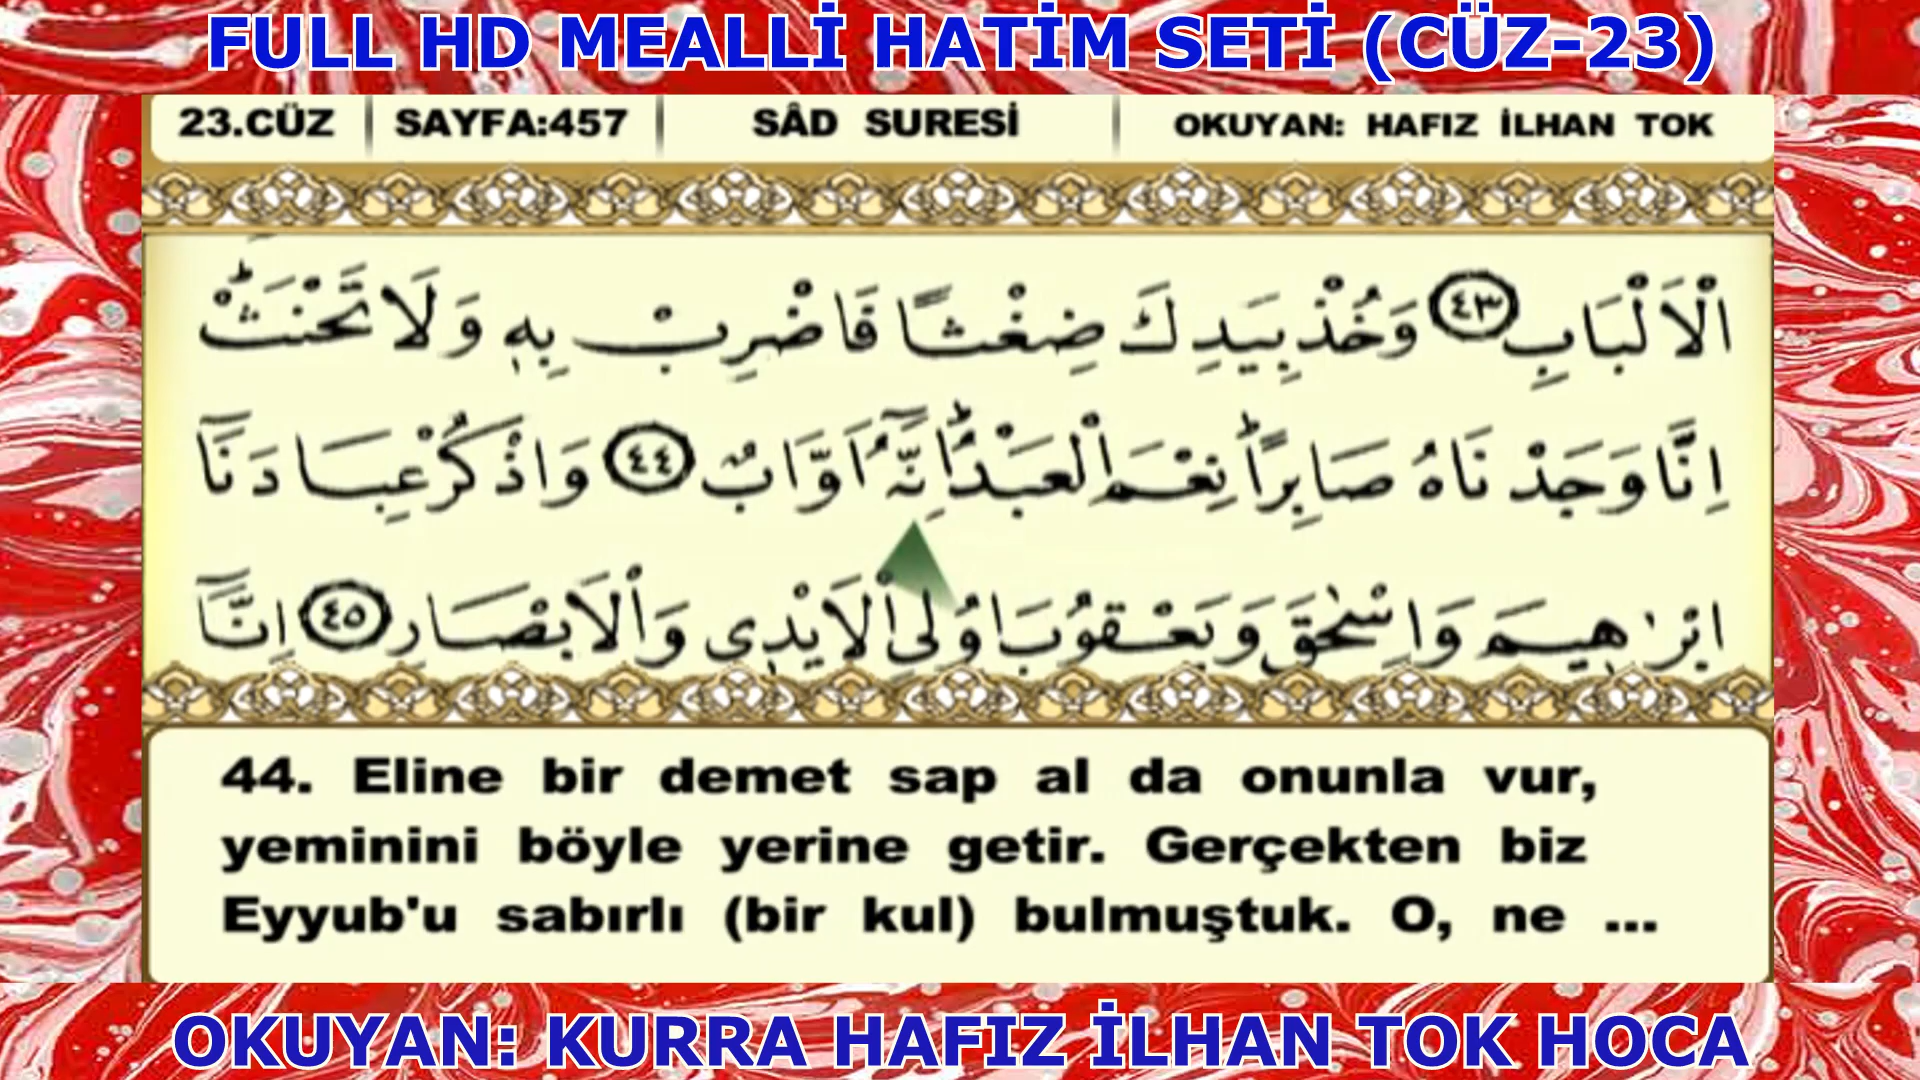 FULL HD MEALLİ HATİM SETİ (CÜZ-23)
23.CÜZ SAYFA:457 SÂD SURESİ OKUYAN: HAFIZ İLHAN TOK
اْلاَلْبَابِ ﴿٤٣﴾ وَخُذْ بِيَدِكَ ضِغْثًا فَاضْرِبْ بِهٖ وَلَا تَحْنَثْۜ
اِنَّا وَجَدْنَاهُ صَابِرًاۜ نِعْمَ الْعَبْدُۜ اِنَّهُٓ اَوَّابٌ ﴿٤٤﴾ وَاذْكُرْ عِبَادَنَٓا
اِبْرٰهٖيمَ وَاِسْحٰقَ وَيَعْقُوبَ اُولِي الْاَيْدٖي وَالْاَبْصَارِ ﴿٤٥﴾ اِنَّٓا
44. Eline bir demet sap al da onunla vur,
yeminini böyle yerine getir. Gerçekten biz
Eyyub'u sabırlı (bir kul) bulmuştuk. O, ne ...
OKUYAN: KURRA HAFIZ İLHAN TOK HOCA